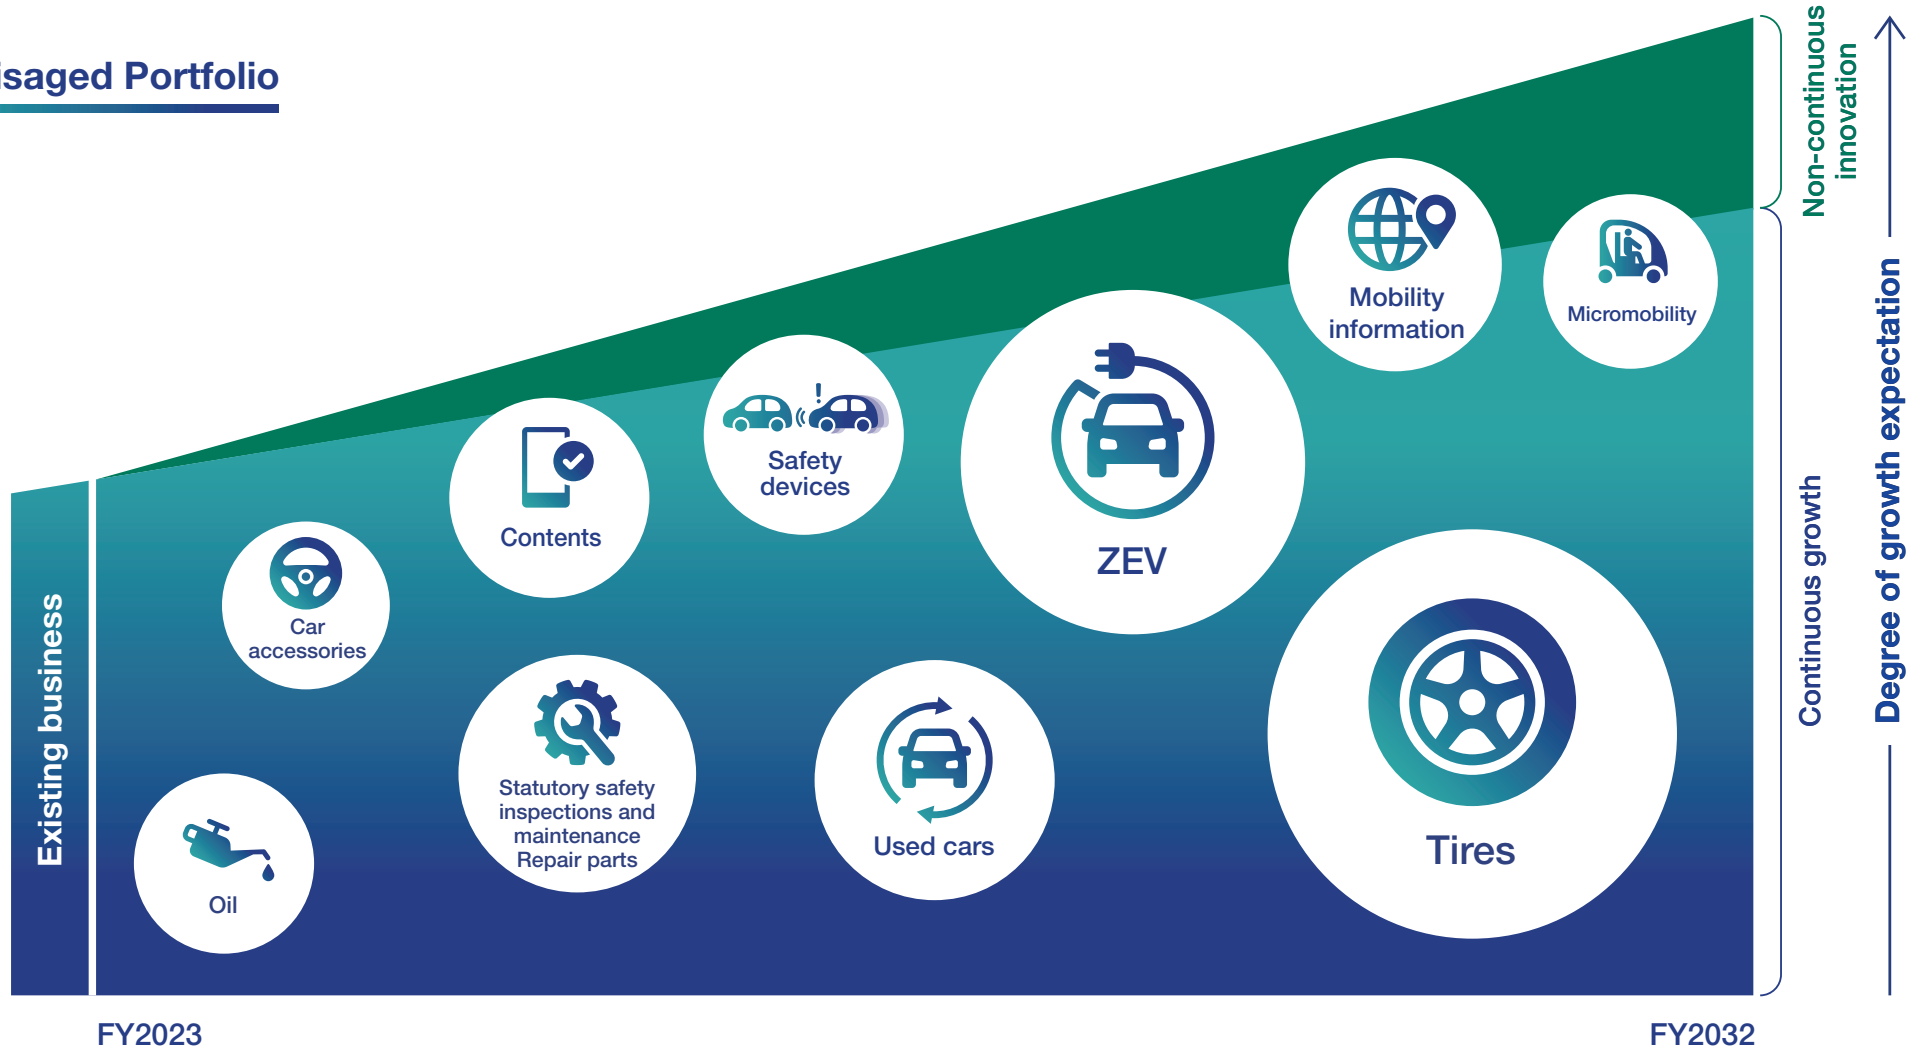 isaged Portfolio
Non-continuous
innovation
Degree of growth expectation
Continuous growth
Existing business
Mobility
information
Micromobility
Safety
devices
Contents
ZEV
Car
accessories
Statutory safety
inspections and
maintenance
Repair parts
Used cars
Tires
Oil
FY2023
FY2032